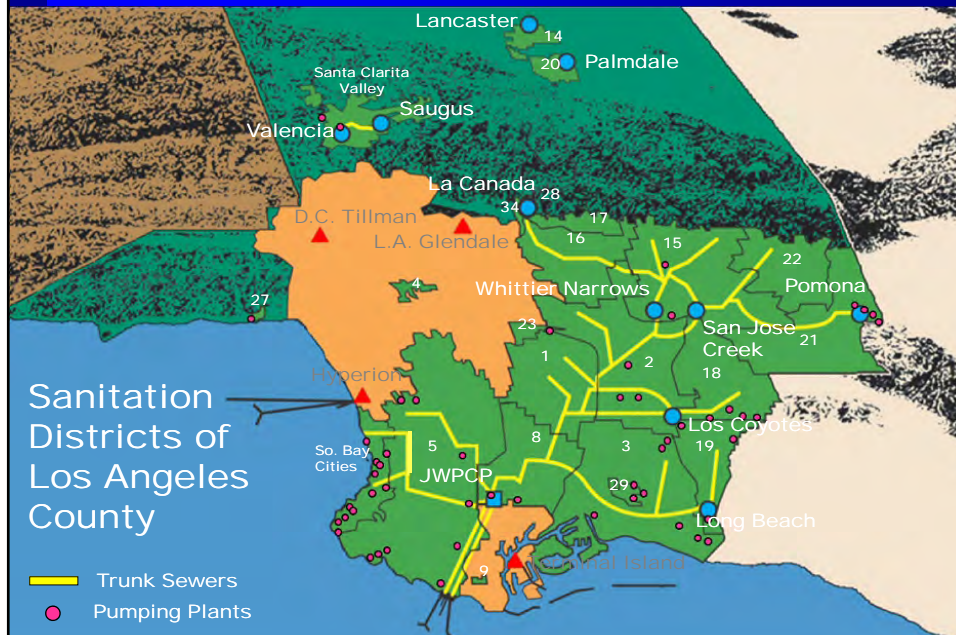 Lancaster
14
20
Palmdale
Santa Clarita
Valley
Saugus
Valencia
La Canada
28
34
17
D.C. Tillman
L.A. Glendale
16
15
22
4
Whittier Narrows
Pomona
27
23
San Jose
Creek
21
1
2
18
Hyperion
Sanitation
Districts of
Los Angeles
County
Los Coyotes
So. Bay
Cities
5
8
3
19
JWPCP
29
Long Beach
Terminal Island
9
Trunk Sewers
Pumping Plants